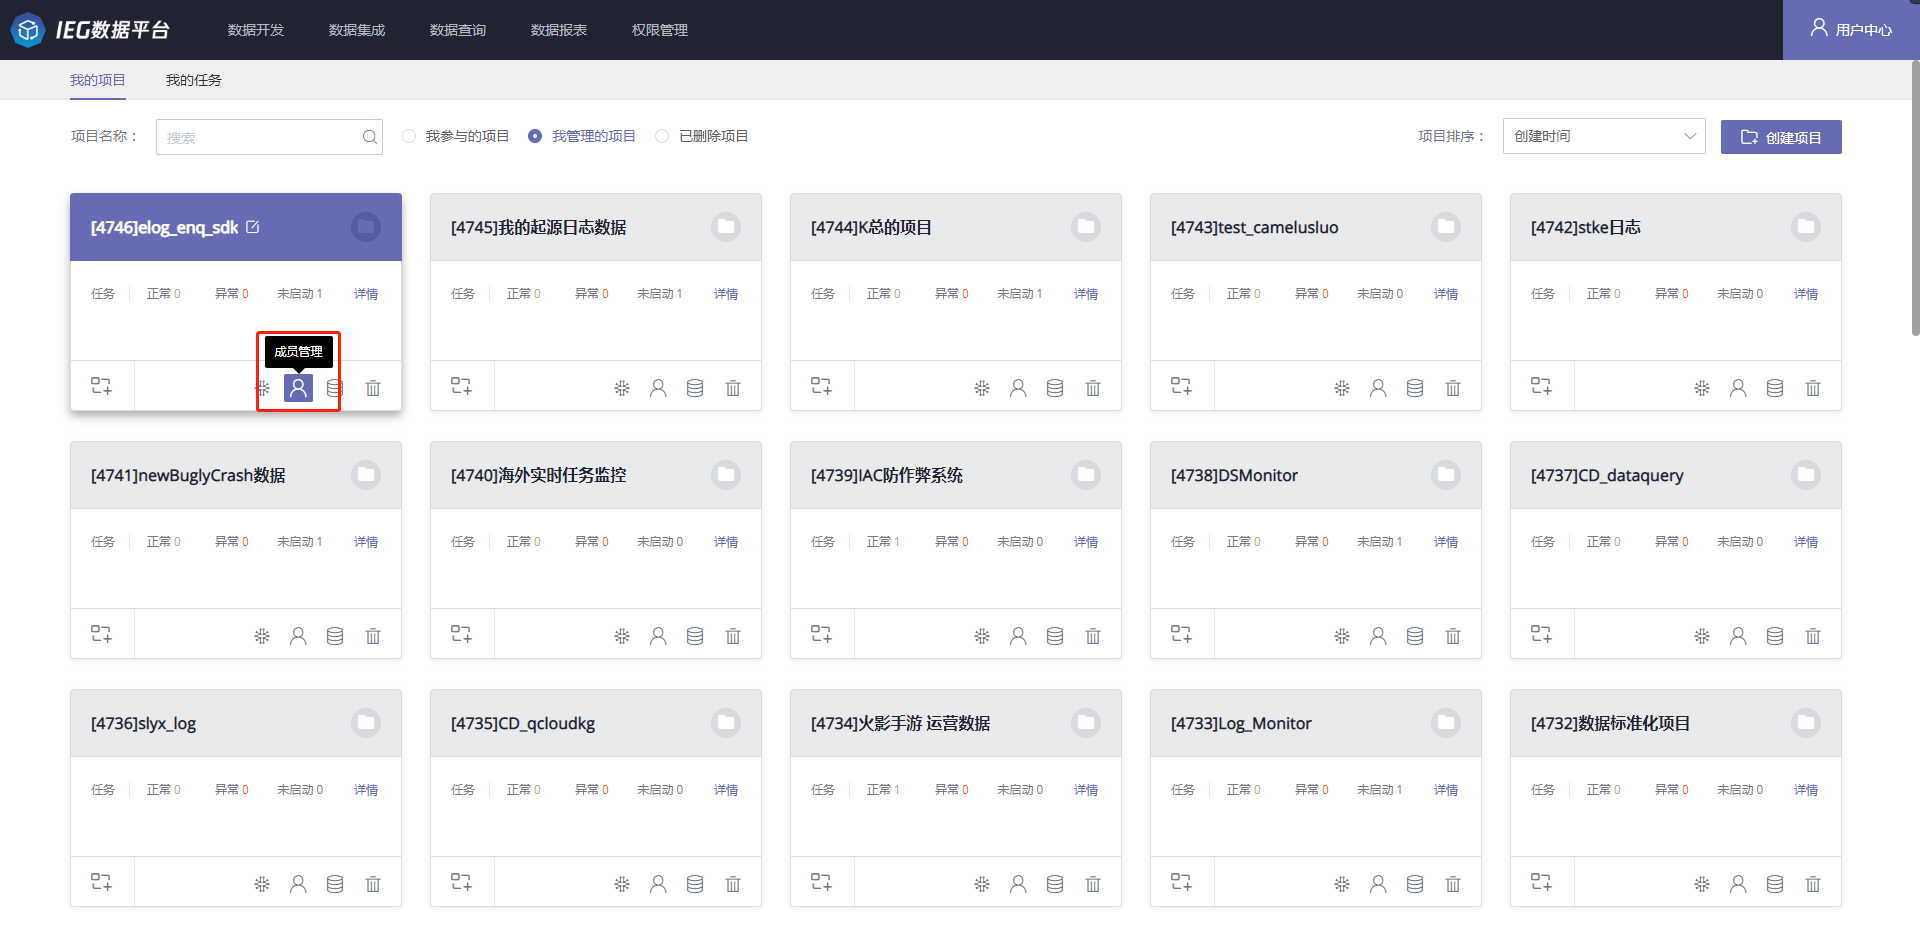 IEG数据平台 数据开发 数据集成 数据查询 数据报表 权限管理 用户中心
我的项目 我的任务
项目名称： 搜索 我参与的项目 我管理的项目 已删除项目 项目排序： 创建时间 创建项目
[4746]elog_enq_sdk [4745]我的起源日志数据 [4744]K总的项目 [4743]test_camelusluo [4742]stke日志
任务 正常 0 异常 0 未启动 1 详情 任务 正常 0 异常 0 未启动 1 详情 任务 正常 0 异常 0 未启动 1 详情 任务 正常 0 异常 0 未启动 0 详情 任务 正常 0 异常 0 未启动 0 详情
成员管理
[4741]newBuglyCrash数据 [4740]海外实时任务监控 [4739]IAC防作弊系统 [4738]DSMonitor [4737]CD_dataquery
任务 正常 0 异常 0 未启动 1 详情 任务 正常 0 异常 0 未启动 0 详情 任务 正常 1 异常 0 未启动 0 详情 任务 正常 0 异常 0 未启动 1 详情 任务 正常 0 异常 0 未启动 0 详情
[4736]slyx_log [4735]CD_qcloudkg [4734]火影手游 运营数据 [4733]Log_Monitor [4732]数据标准化项目
任务 正常 0 异常 0 未启动 0 详情 任务 正常 0 异常 0 未启动 0 详情 任务 正常 1 异常 0 未启动 0 详情 任务 正常 0 异常 0 未启动 1 详情 任务 正常 0 异常 0 未启动 0 详情